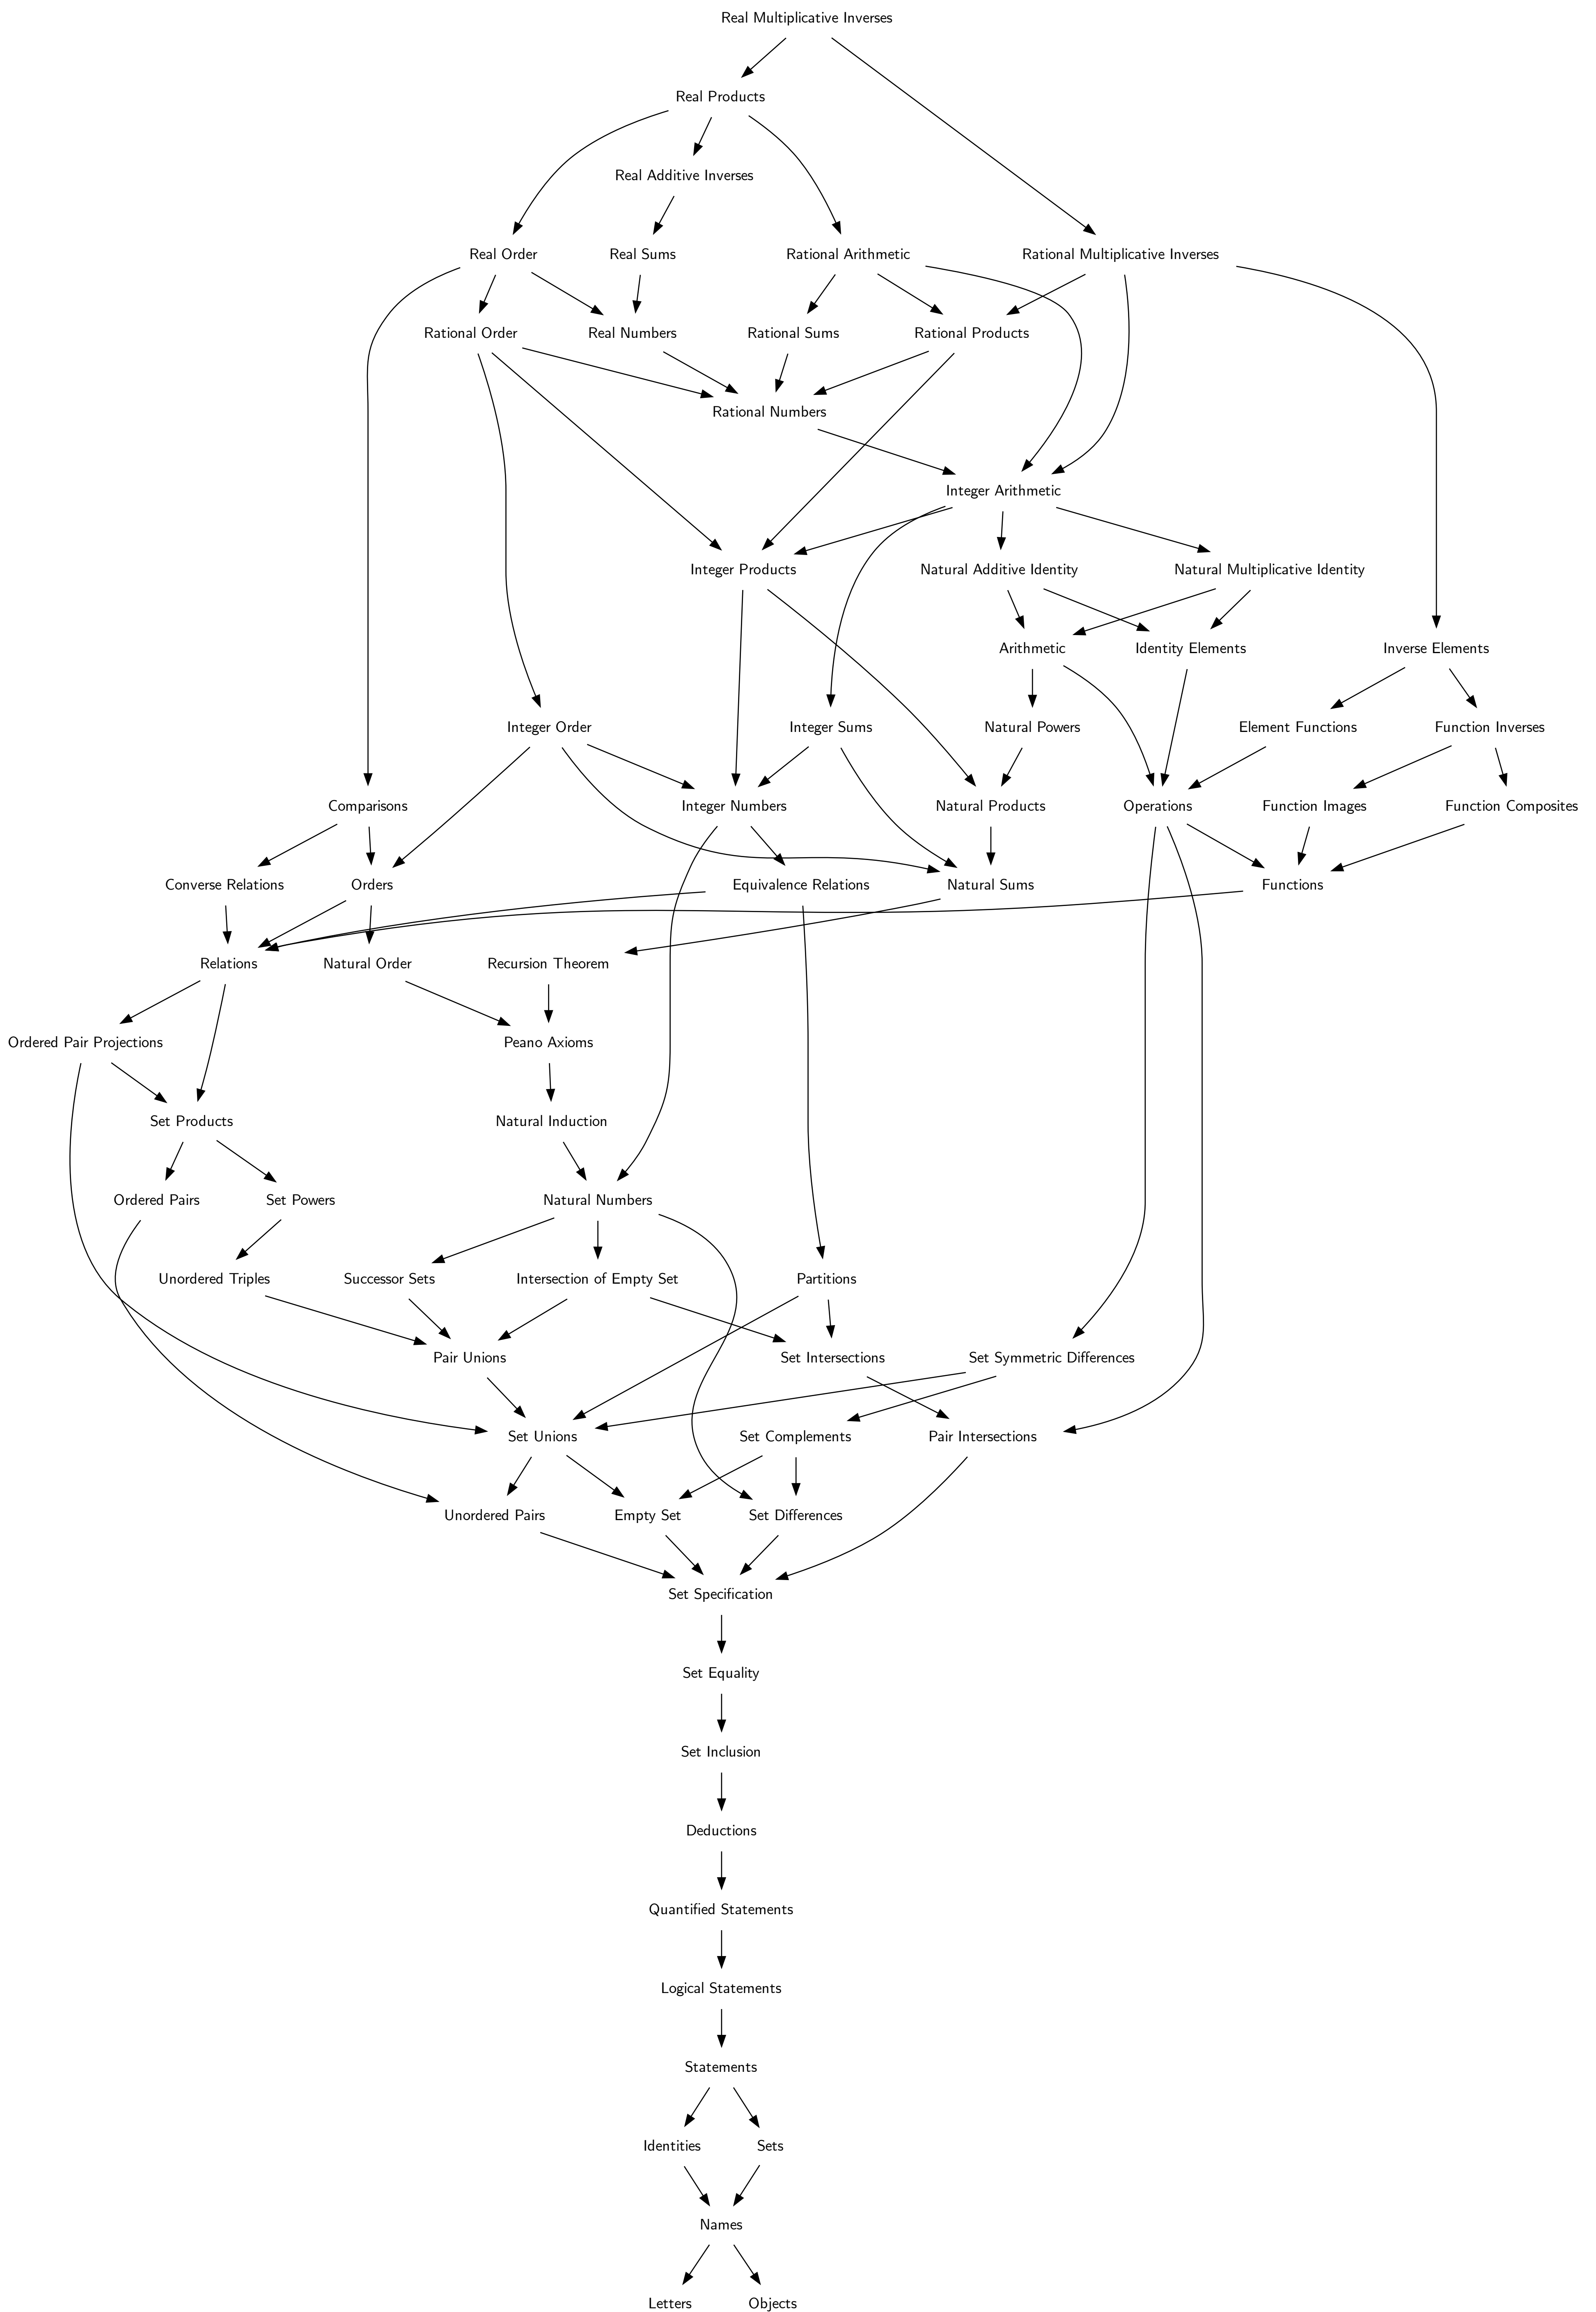 Real Multiplicative Inverses
Real Products
Real Additive Inverses
Real Order
Real Sums
Rational Arithmetic
Rational Multiplicative Inverses
Rational Order
Real Numbers
Rational Sums
Rational Products
Rational Numbers
Integer Arithmetic
Integer Products
Natural Additive Identity
Natural Multiplicative Identity
Arithmetic
Identity Elements
Inverse Elements
Integer Order
Integer Sums
Natural Powers
Element Functions
Function Inverses
Comparisons
Integer Numbers
Natural Products
Operations
Function Images
Function Composites
Converse Relations
Orders
Equivalence Relations
Natural Sums
Functions
Relations
Natural Order
Recursion Theorem
Ordered Pair Projections
Peano Axioms
Set Products
Natural Induction
Ordered Pairs
Set Powers
Natural Numbers
Unordered Triples
Successor Sets
Intersection of Empty Set
Partitions
Pair Unions
Set Intersections
Set Symmetric Differences
Set Unions
Set Complements
Pair Intersections
Unordered Pairs
Empty Set
Set Differences
Set Specification
Set Equality
Set Inclusion
Deductions
Quantified Statements
Logical Statements
Statements
Identities
Sets
Names
Letters
Objects